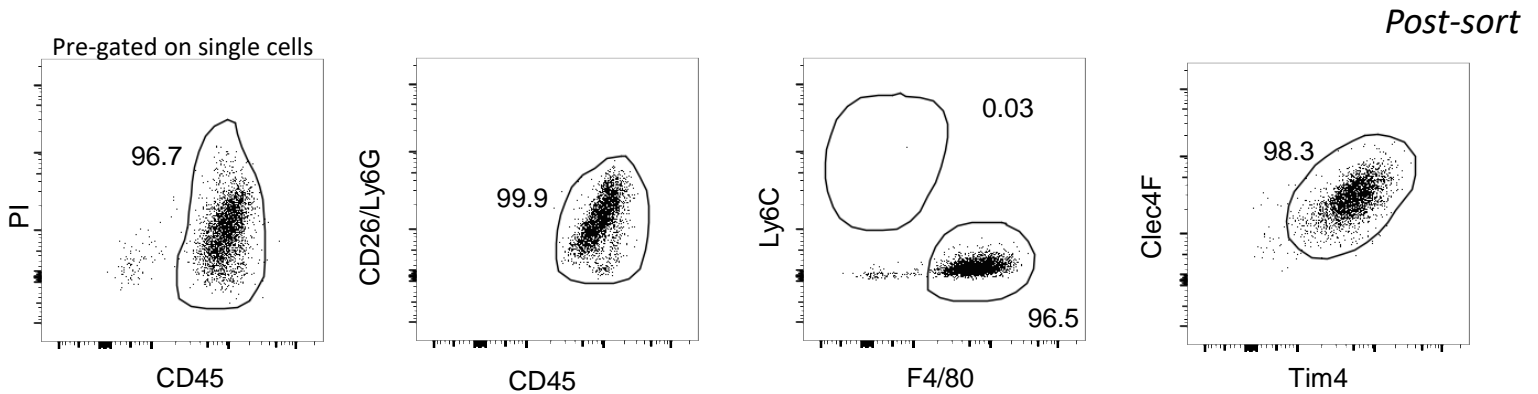 Post-sort
Pre-gated on single cells
96.7
PI
CD45
99.9
CD26/Ly6G
CD45
0.03
96.5
Ly6C
F4/80
98.3
Clec4F
Tim4